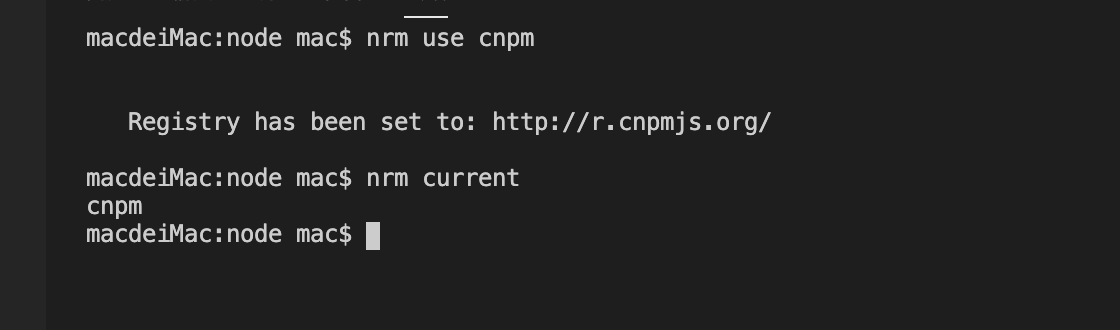 macdeiMac:node mac$ nrm use cnpm
Registry has been set to: http://r.cnpmjs.org/
macdeiMac:node mac$ nrm current
cnpm
macdeiMac:node mac$